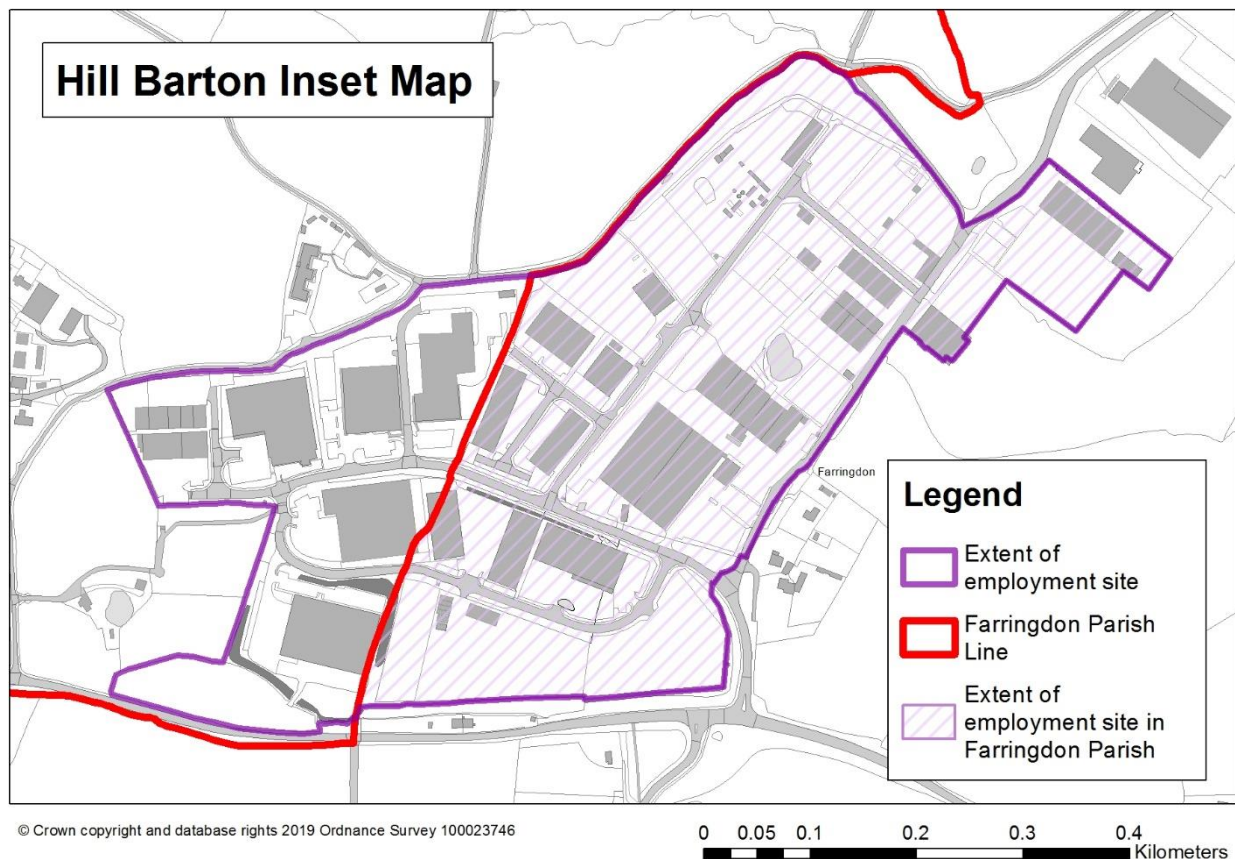 Hill Barton Inset Map
Farringdon
Legend
Extent of
employment site
Farringdon Parish
Line
Extent of
employment site in
Farringdon Parish
© Crown copyright and database rights 2019 Ordnance Survey 100023746
0 0.05 0.1 0.2 0.3 0.4
Kilometers